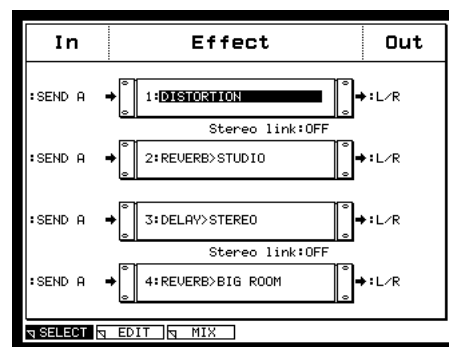 In Effect Out
:SEND A 1:DISTORTION :L/R
Stereo link:OFF
:SEND A 2:REVERB>STUDIO :L/R
:SEND A 3:DELAY>STEREO :L/R
Stereo link:OFF
:SEND A 4:REVERB>BIG ROOM :L/R
SELECT EDIT MIX